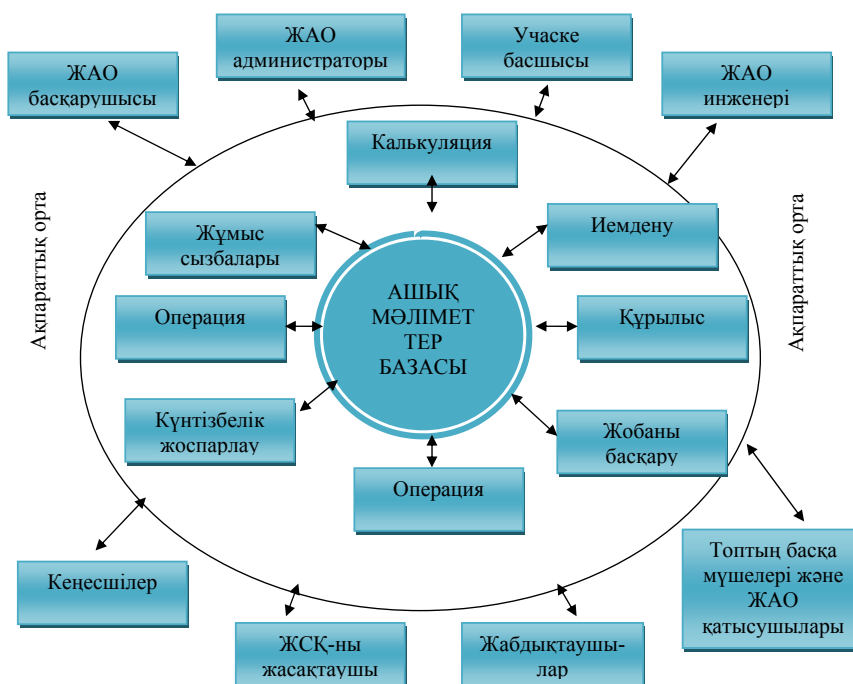 ЖАО
администраторы
Учаске
басшысы
ЖАО
басқарушысы
ЖАО
инженері
Калькуляция
Ақпараттық орта
Жұмыс
сызбалары
Иемдену
Ақпараттық орта
АШЫҚ
МӘЛІМЕТ
ТЕР
БАЗАСЫ
Операция
Құрылыс
Күнтізбелік
жоспарлау
Жобаны
басқару
Операция
Кеңесшілер
Топтың басқа
мүшелері және
ЖАО
қатысушылары
ЖСҚ-ны
жасақтаушы
Жабдықтаушы-
лар